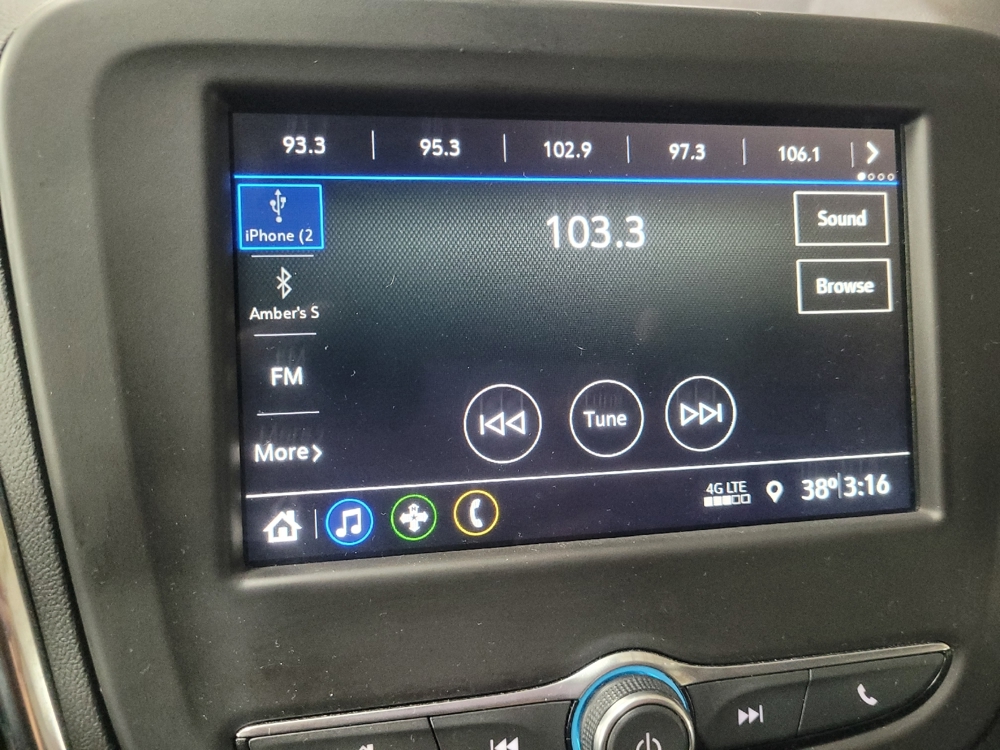 93.3 95.3 102.9 97.3 106.1
iPhone (2
103.3
Sound
Browse
Amber's S
FM
More
Tune
4G LTE
38° 3:16